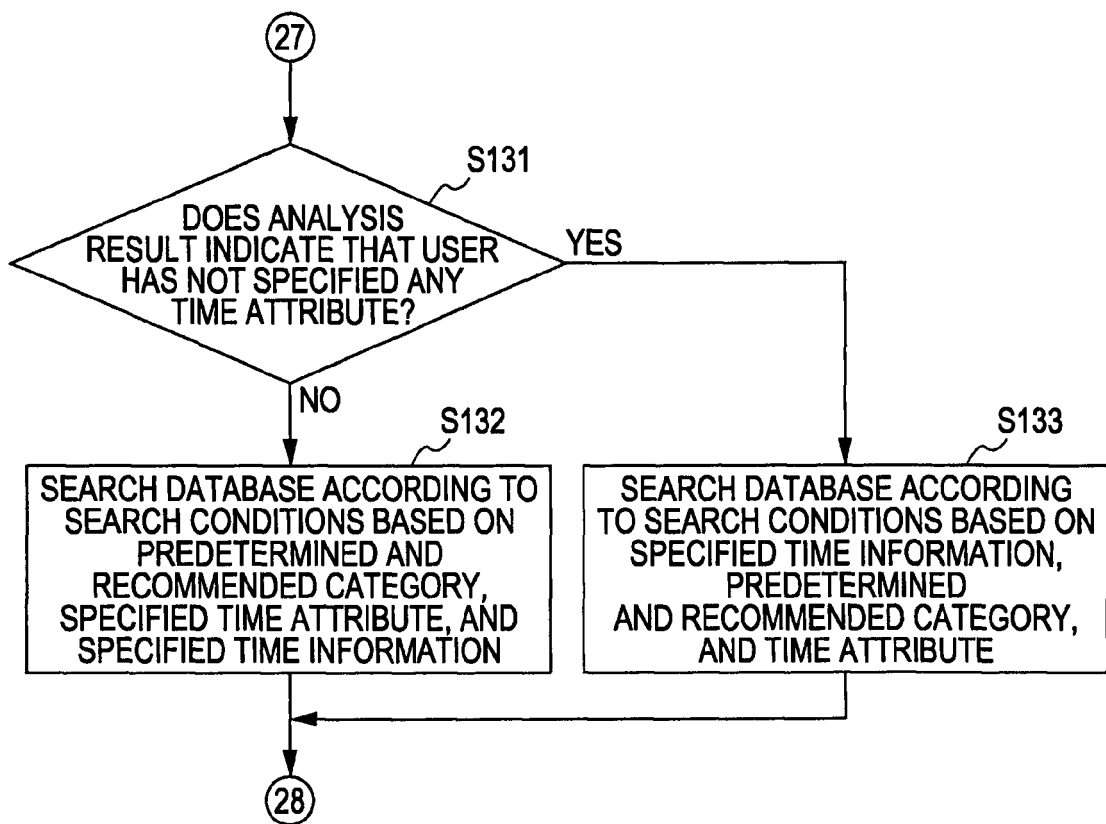 27
S131
DOES ANALYSIS
RESULT INDICATE THAT USER
HAS NOT SPECIFIED ANY
TIME ATTRIBUTE?
YES
NO
S132
SEARCH DATABASE ACCORDING TO
SEARCH CONDITIONS BASED ON
PREDETERMINED AND
RECOMMENDED CATEGORY,
SPECIFIED TIME ATTRIBUTE, AND
SPECIFIED TIME INFORMATION
S133
SEARCH DATABASE ACCORDING
TO SEARCH CONDITIONS BASED ON
SPECIFIED TIME INFORMATION,
PREDETERMINED
AND RECOMMENDED CATEGORY,
AND TIME ATTRIBUTE
28